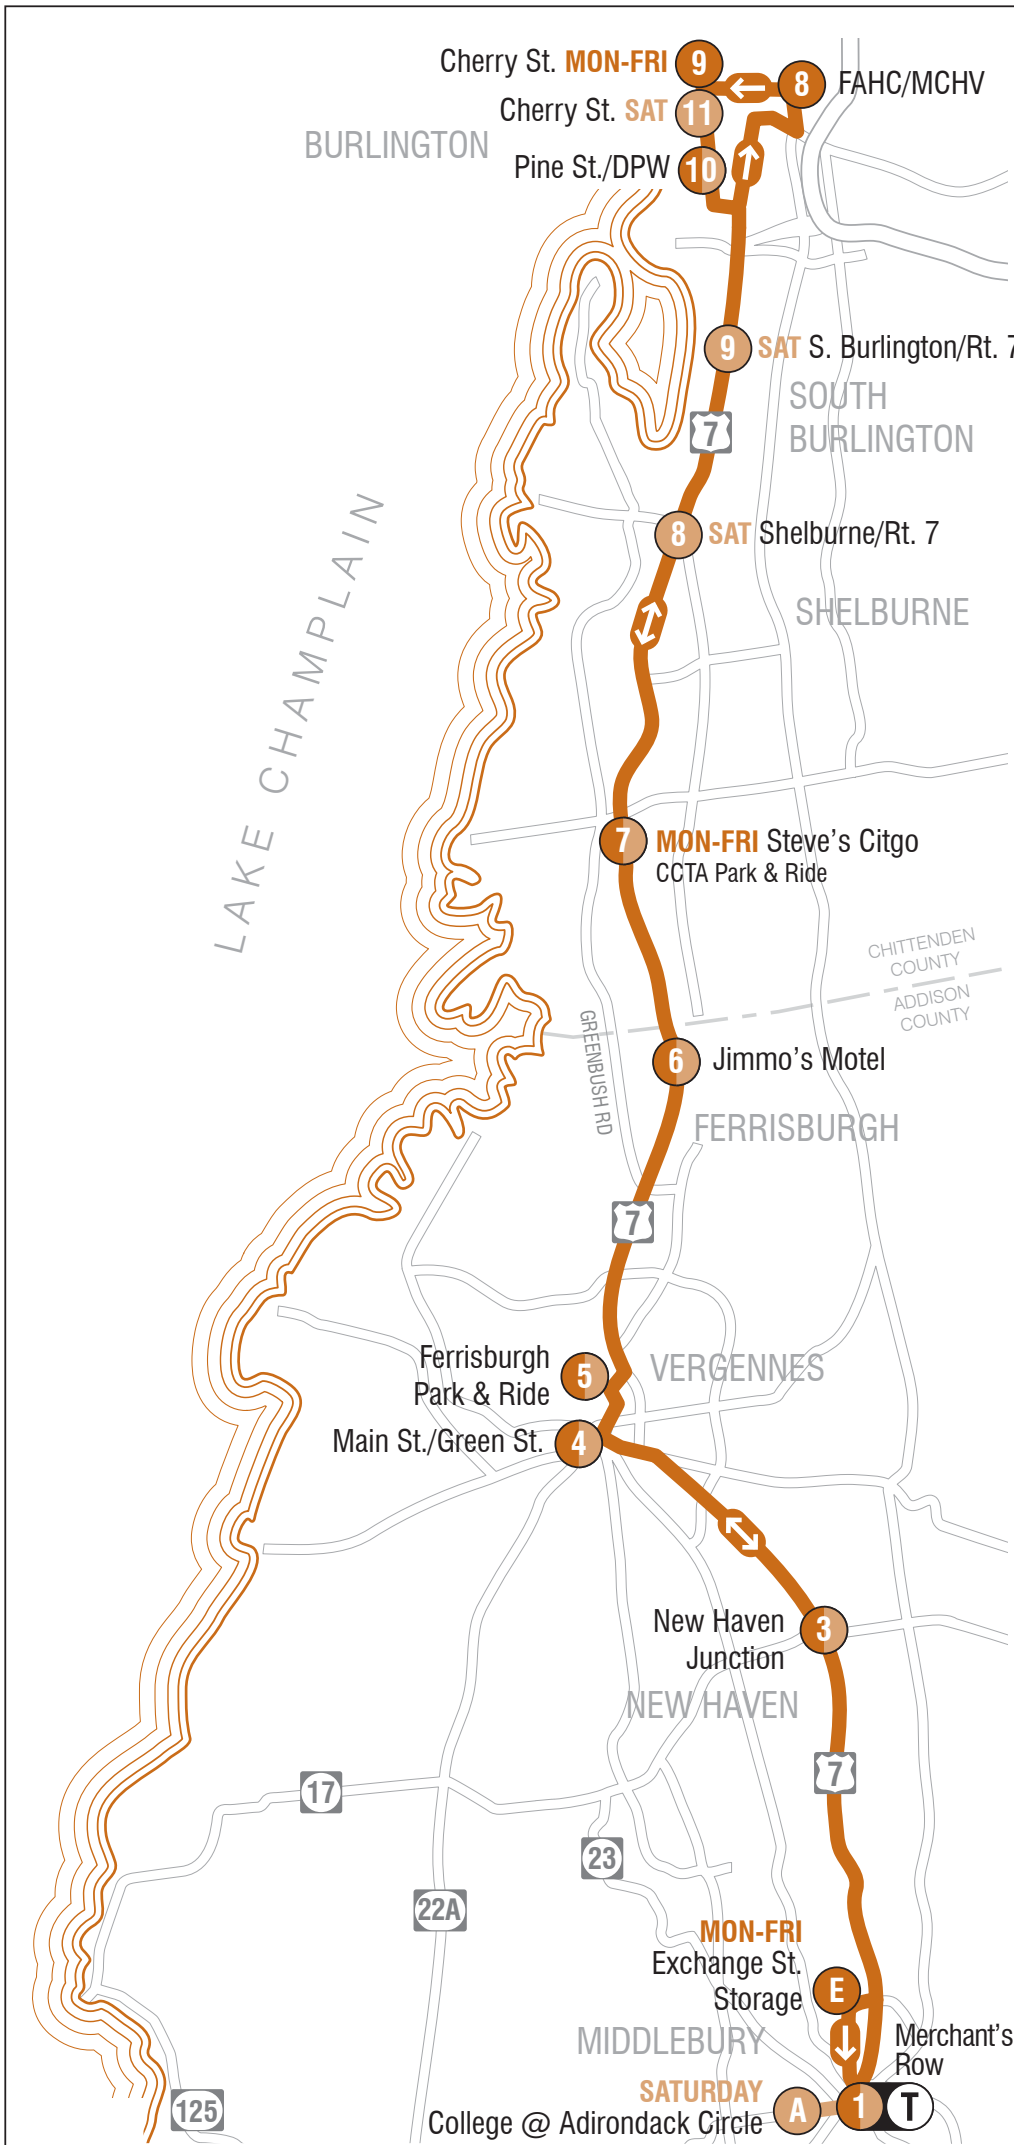 Cherry St. MON-FRI 9
8 FAHC/MCHV
Cherry St. SAT 11
BURLINGTON
Pine St./DPW 10
9 SAT S. Burlington/Rt. 7
SOUTH
BURLINGTON
7
LAKE CHAMPLAIN
8 SAT Shelburne/Rt. 7
SHELBURNE
7 MON-FRI Steve's Citgo
CCTA Park & Ride
CHITTENDEN
COUNTY
ADDISON
COUNTY
GREENBUSH RD
6 Jimmo's Motel
FERRISBURGH
7
Ferrisburgh
Park & Ride
5
VERGENNES
Main St./Green St. 4
New Haven
Junction
3
NEW HAVEN
7
17
23
22A
MON-FRI
Exchange St.
Storage
E
MIDDLEBURY
Merchant's
Row
SATURDAY
College @ Adirondack Circle
A
1
T
125